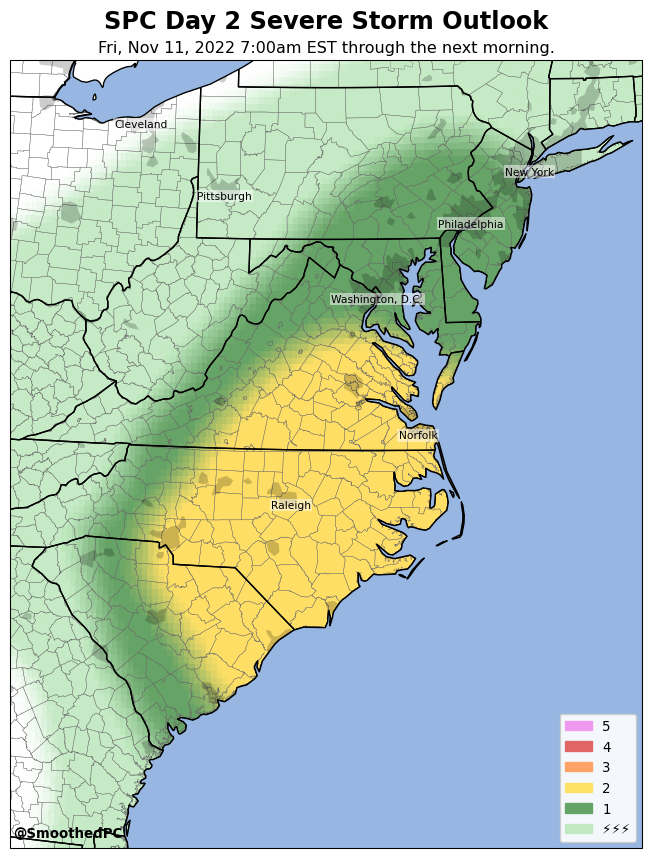 SPC Day 2 Severe Storm Outlook
Fri, Nov 11, 2022 7:00am EST through the next morning.
Cleveland
New York
Pittsburgh
Philadelphia
Washington, D.C.
Norfolk
Raleigh
5
4
3
2
1
⚡⚡⚡
@SmoothedPC